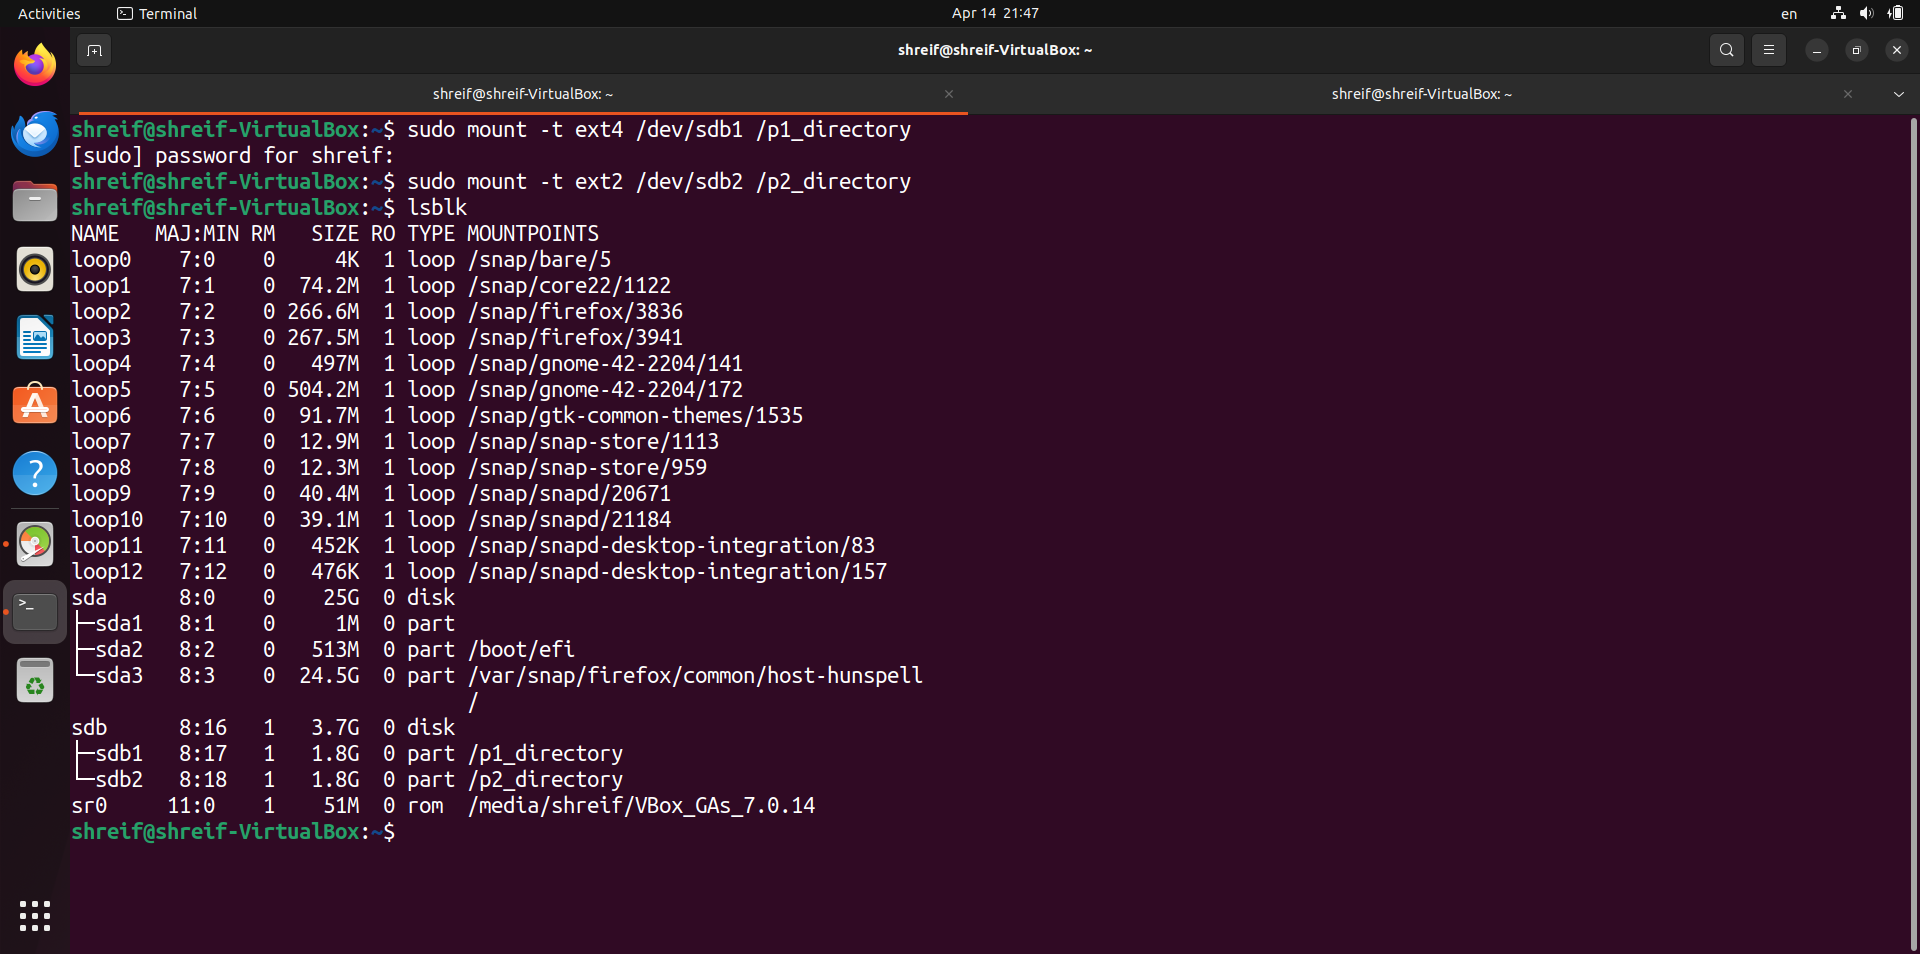 Activities Terminal Apr 14 21:47 en
shreif@shreif-VirtualBox: ~
shreif@shreif-VirtualBox: ~ shreif@shreif-VirtualBox: ~
shreif@shreif-VirtualBox:~$ sudo mount -t ext4 /dev/sdb1 /p1_directory
[sudo] password for shreif:
shreif@shreif-VirtualBox:~$ sudo mount -t ext2 /dev/sdb2 /p2_directory
shreif@shreif-VirtualBox:~$ lsblk
NAME   MAJ:MIN RM   SIZE RO TYPE MOUNTPOINTS
loop0    7:0    0     4K  1 loop /snap/bare/5
loop1    7:1    0  74.2M  1 loop /snap/core22/1122
loop2    7:2    0 266.6M  1 loop /snap/firefox/3836
loop3    7:3    0 267.5M  1 loop /snap/firefox/3941
loop4    7:4    0   497M  1 loop /snap/gnome-42-2204/141
loop5    7:5    0 504.2M  1 loop /snap/gnome-42-2204/172
loop6    7:6    0  91.7M  1 loop /snap/gtk-common-themes/1535
loop7    7:7    0  12.9M  1 loop /snap/snap-store/1113
loop8    7:8    0  12.3M  1 loop /snap/snap-store/959
loop9    7:9    0  40.4M  1 loop /snap/snapd/20671
loop10   7:10   0  39.1M  1 loop /snap/snapd/21184
loop11   7:11   0   452K  1 loop /snap/snapd-desktop-integration/83
loop12   7:12   0   476K  1 loop /snap/snapd-desktop-integration/157
sda      8:0    0    25G  0 disk
├─sda1   8:1    0     1M  0 part
├─sda2   8:2    0   513M  0 part /boot/efi
└─sda3   8:3    0  24.5G  0 part /var/snap/firefox/common/host-hunspell
                                 /
sdb      8:16   1   3.7G  0 disk
├─sdb1   8:17   1   1.8G  0 part /p1_directory
└─sdb2   8:18   1   1.8G  0 part /p2_directory
sr0     11:0    1    51M  0 rom  /media/shreif/VBox_GAs_7.0.14
shreif@shreif-VirtualBox:~$